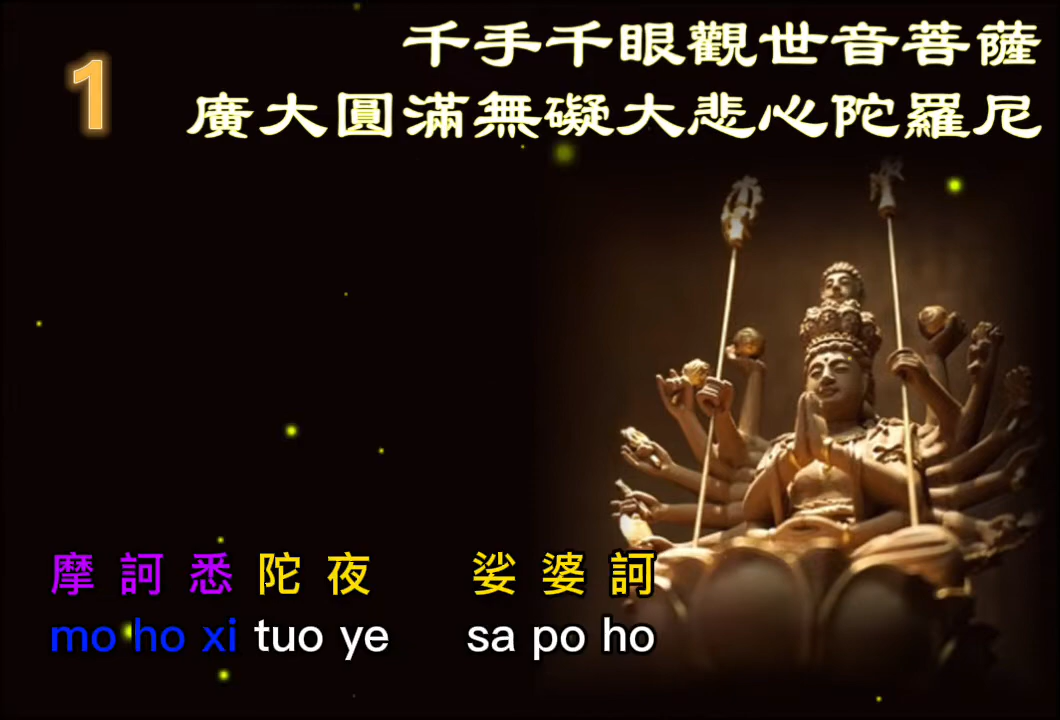 1
千手千眼觀世音菩薩
廣大圓滿無礙大悲心陀羅尼
摩訶悉陀夜 娑婆訶
mo ho xi tuo ye sa po ho